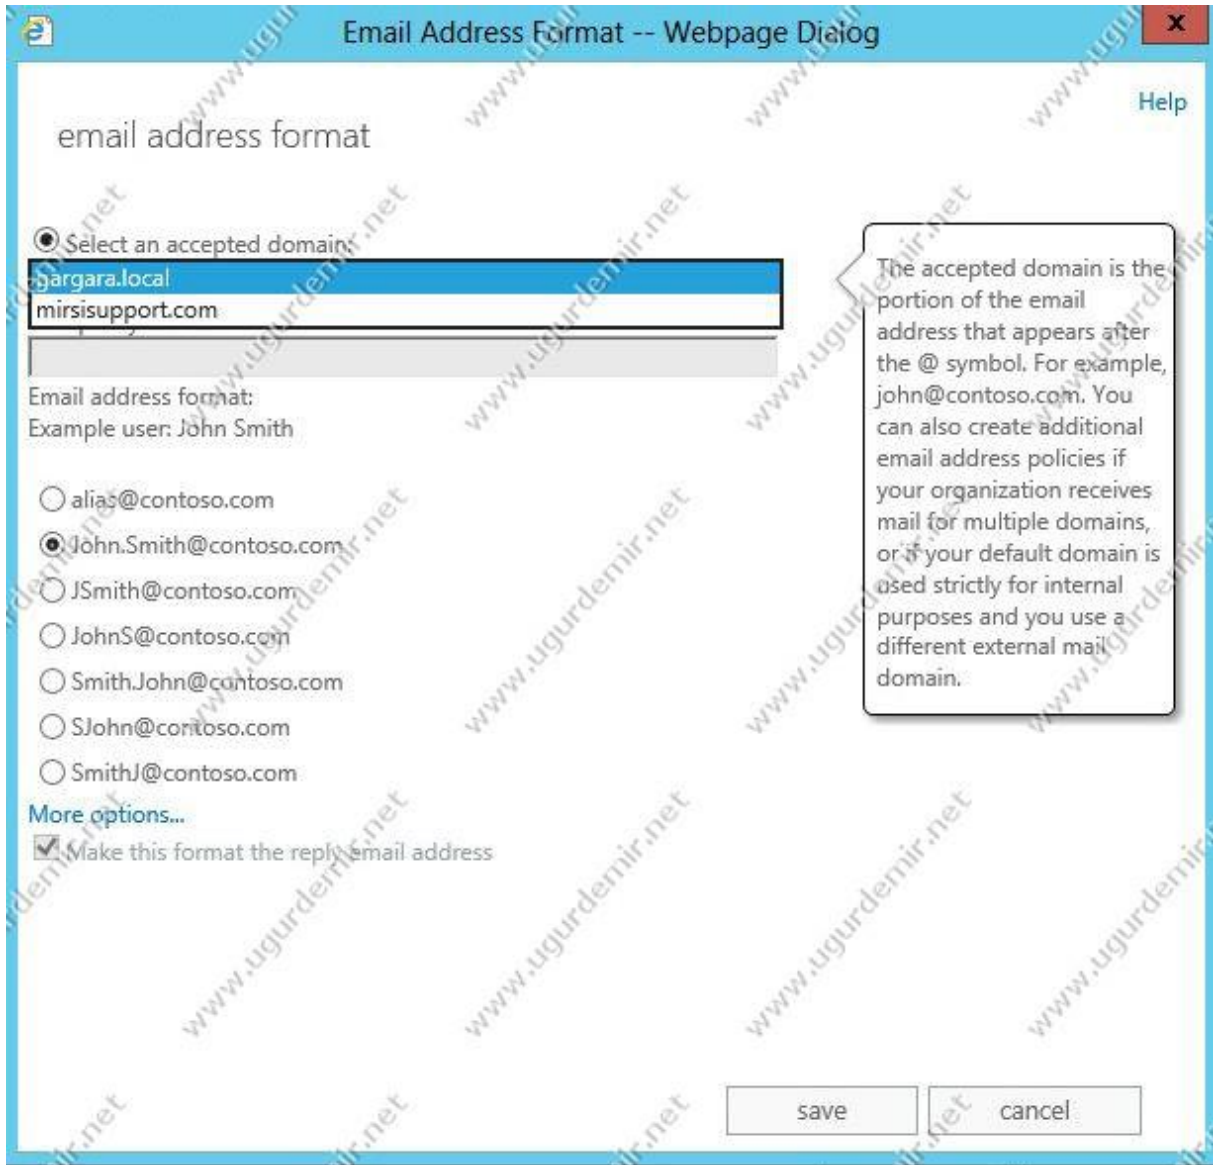 Email Address Format -- Webpage Dialog
x
Help
email address format
Select an accepted domain:
gargara.local
mirsisupport.com
Email address format:
Example user: John Smith
alias@contoso.com
John.Smith@contoso.com
JSmith@contoso.com
JohnS@contoso.com
Smith.John@contoso.com
SJohn@contoso.com
SmithJ@contoso.com
More options...
Make this format the reply email address
The accepted domain is the
portion of the email
address that appears after
the @ symbol. For example,
john@contoso.com. You
can also create additional
email address policies if
your organization receives
mail for multiple domains,
or if your default domain is
used strictly for internal
purposes and you use a
different external mail
domain.
save
cancel
www.ugurdemir.net